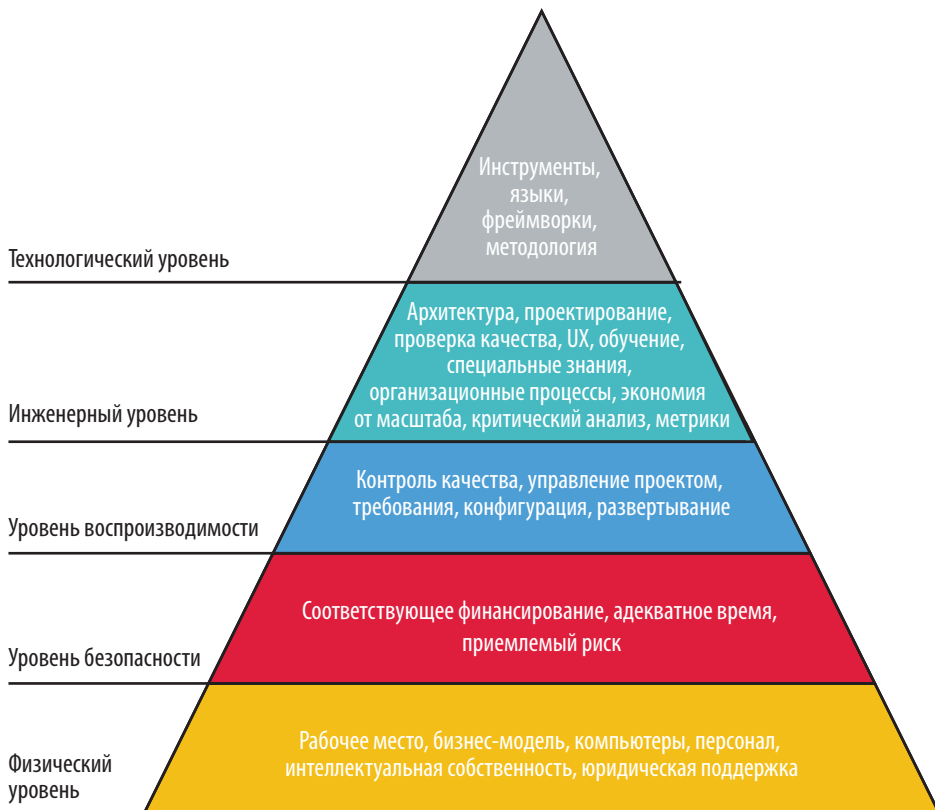 Инструменты,
языки,
фреймворки,
методология
Технологический уровень
Архитектура, проектирование,
проверка качества, UX, обучение,
специальные знания,
организационные процессы, экономия
от масштаба, критический анализ, метрики
Инженерный уровень
Контроль качества, управление проектом,
требования, конфигурация, развертывание
Уровень воспроизводимости
Соответствующее финансирование, адекватное время,
приемлемый риск
Уровень безопасности
Рабочее место, бизнес-модель, компьютеры, персонал,
интеллектуальная собственность, юридическая поддержка
Физический
уровень